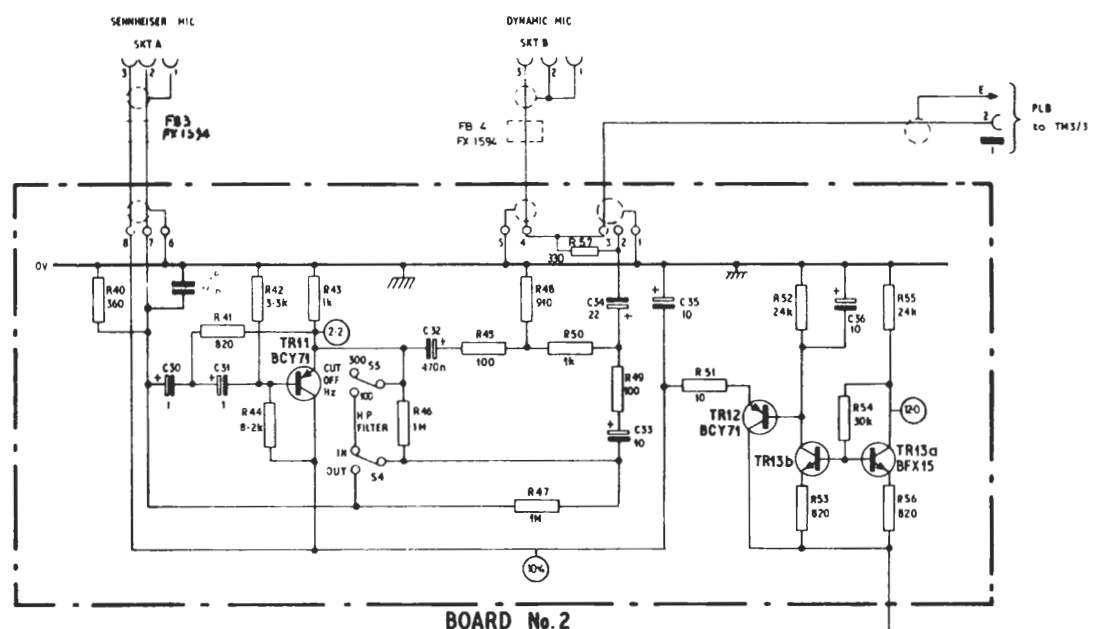 SENNHEISER MIC
SKT A
3 2 1
DYNAMIC MIC
SKT B
3 2 1
FB3
FX1594
FB 4
FX 1594
E
2
1
PLB
to TM3/3
8 7 6
5 4 3 2 1
R 57
330
0V
R40
360
R 41
820
R42
3·3k
R43
1k
2·2
TR11
BCY71
C30
1
C31
1
R44
8·2k
CUT
OFF
Hz
300
S5
100
H P
FILTER
IN
OUT
S4
R46
1M
C32
470n
R45
100
R48
910
R50
1k
C34
22
R49
100
C33
10
R47
1M
C35
10
R 51
10
TR12
BCY71
R52
24k
C36
10
R55
24k
R54
30k
12·0
TR13b
TR13a
BFX15
R53
820
R56
820
10·4
BOARD No. 2